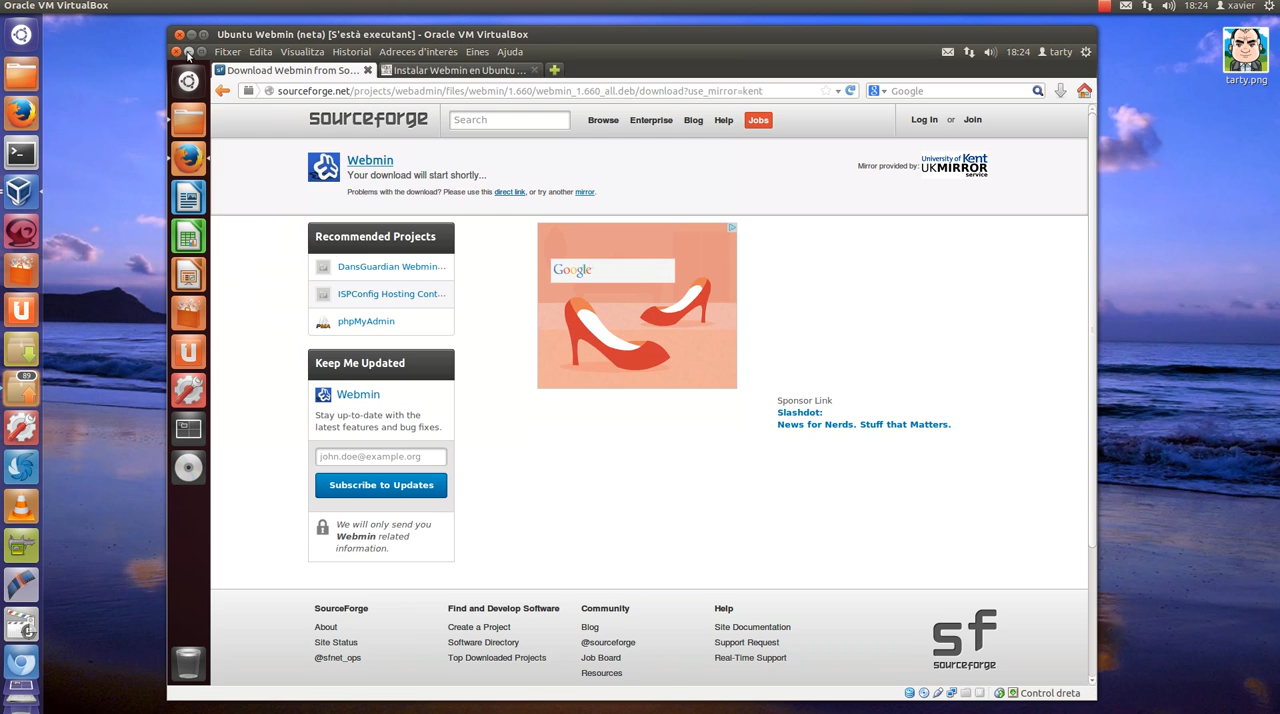 Oracle VM VirtualBox
18:24 xavier
Ubuntu Webmin (neta) [S'està executant] - Oracle VM VirtualBox
Fitxer Edita Visualitza Historial Adreces d'interès Eines Ajuda
18:24 tarty
Download Webmin from So...
Instalar Webmin en Ubuntu ...
sourceforge.net/projects/webadmin/files/webmin/1.660/webmin_1.660_all.deb/download?use_mirror=kent
Google
tarty.png
sourceforge
Search
Browse Enterprise Blog Help Jobs
Log In or Join
Webmin
Your download will start shortly...
Problems with the download? Please use this direct link, or try another mirror.
Mirror provided by:
University of Kent
UKMIRROR
service
Recommended Projects
DansGuardian Webmin...
ISPConfig Hosting Cont...
PMA
phpMyAdmin
Google
Keep Me Updated
Webmin
Stay up-to-date with the
latest features and bug fixes.
john.doe@example.org
Subscribe to Updates
We will only send you
Webmin related
information.
Sponsor Link
Slashdot:
News for Nerds. Stuff that Matters.
89
SourceForge
About
Site Status
@sfnet_ops
Find and Develop Software
Create a Project
Software Directory
Top Downloaded Projects
Community
Blog
@sourceforge
Job Board
Resources
Help
Site Documentation
Support Request
Real-Time Support
sf
sourceforge
Control dreta